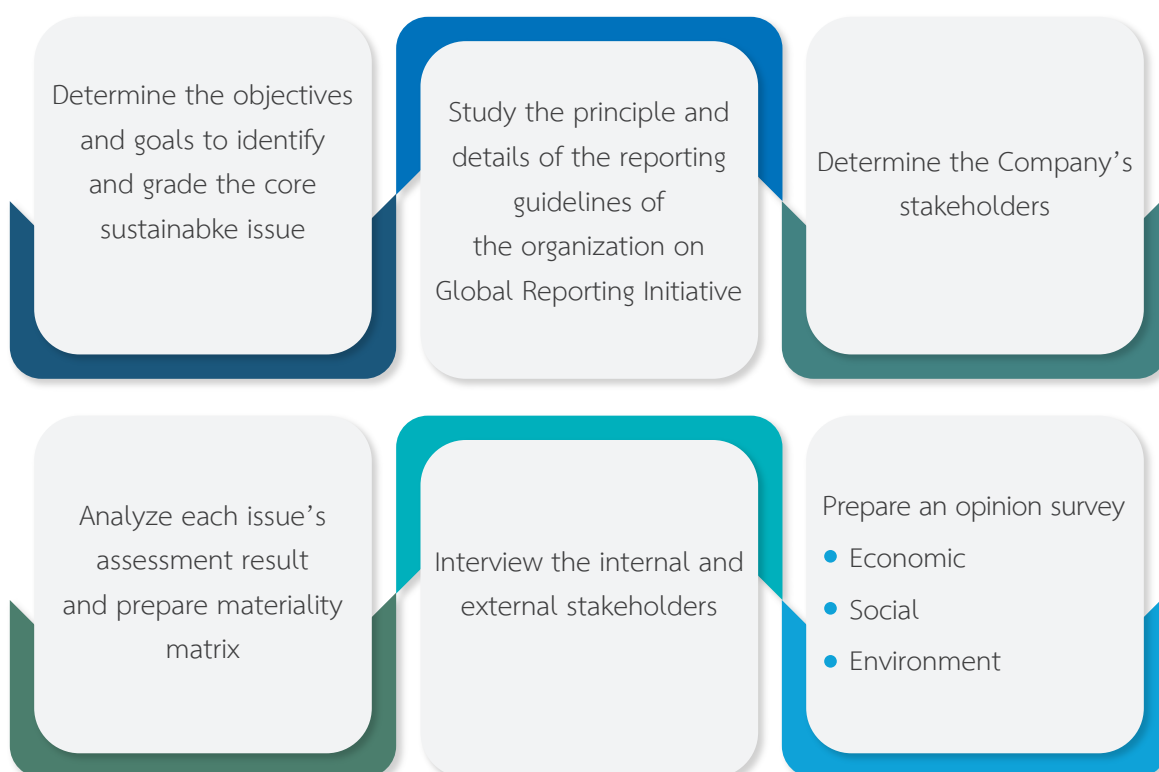 Determine the objectives
and goals to identify
and grade the core
sustainabke issue
Study the principle and
details of the reporting
guidelines of
the organization on
Global Reporting Initiative
Determine the Company’s
stakeholders
Analyze each issue’s
assessment result
and prepare materiality
matrix
Interview the internal and
external stakeholders
Prepare an opinion survey
• Economic
• Social
• Environment